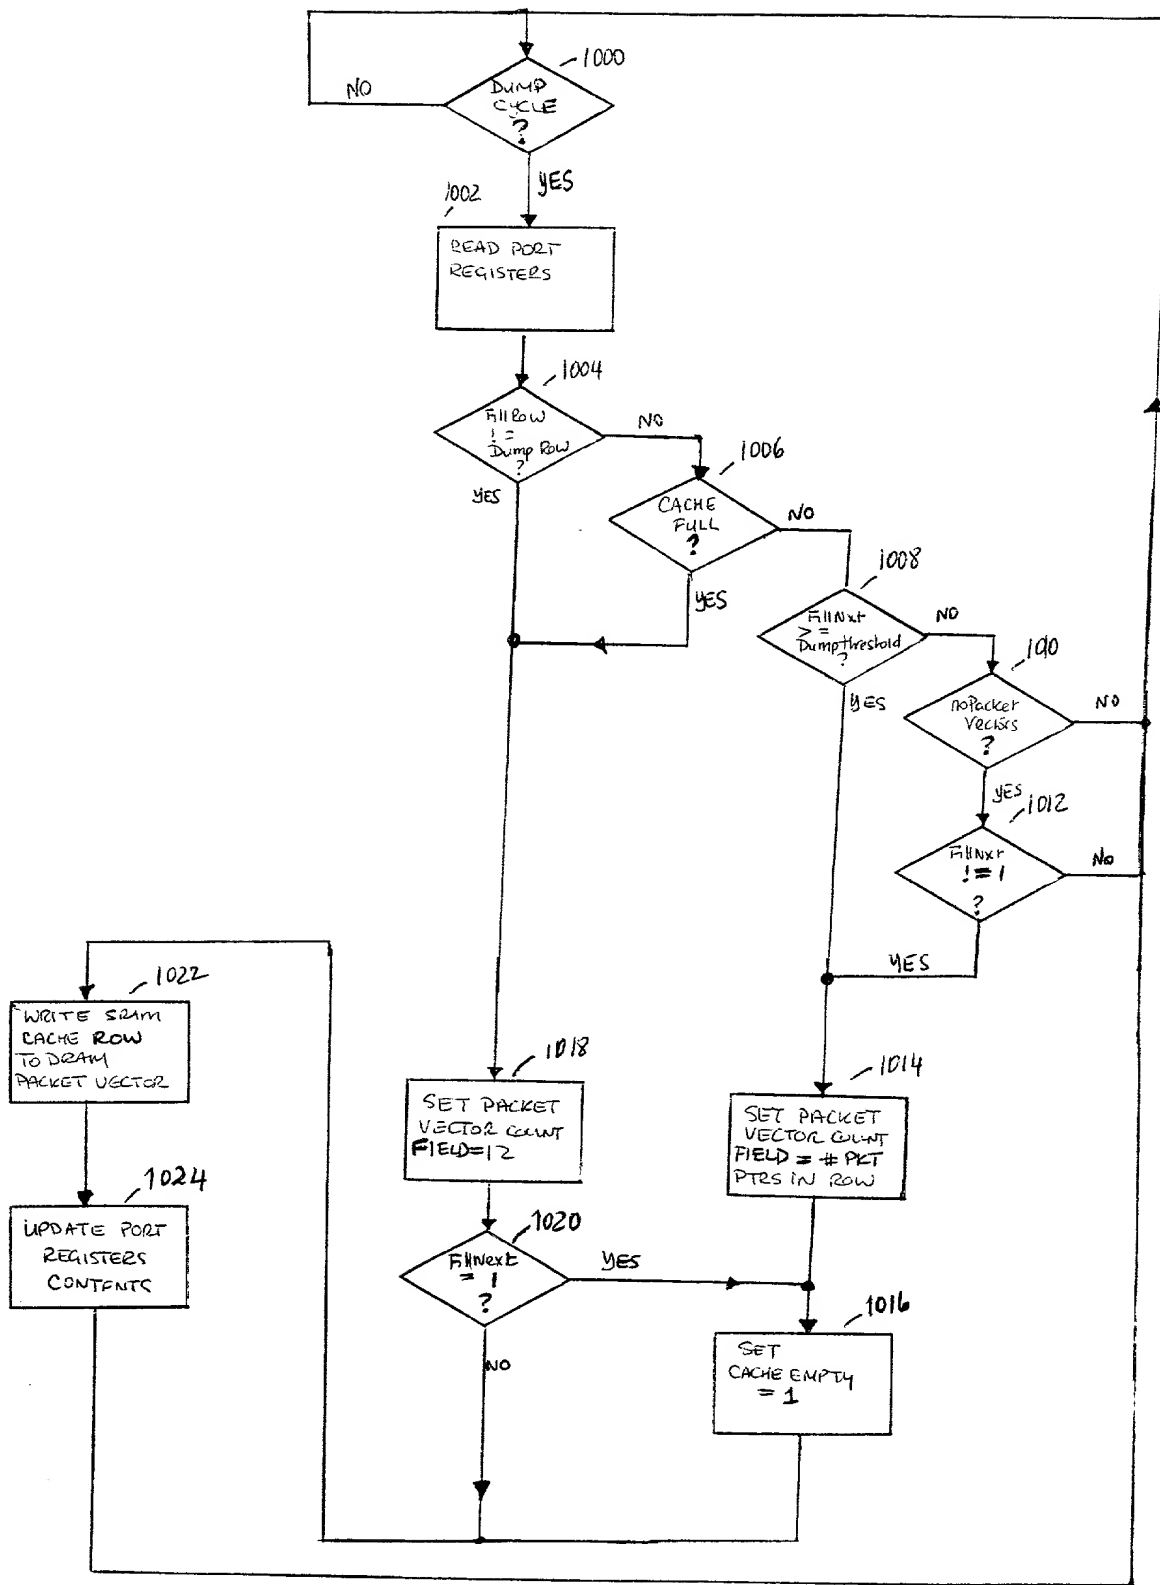 1000
DUMP
CYCLE
?
NO
YES
1002
READ PORT
REGISTERS
1004
FillRow
! =
Dump Row
?
NO
YES
1006
CACHE
FULL
?
NO
YES
1008
FillNxt
> =
Dumpthreshold
?
NO
YES
1010
noPacket
Vectors
?
NO
YES
1012
FillNxt
! = 1
?
NO
YES
1022
WRITE SRAM
CACHE ROW
TO DRAM
PACKET VECTOR
1018
SET PACKET
VECTOR COUNT
FIELD=12
1014
SET PACKET
VECTOR COUNT
FIELD = # PKT
PTRS IN ROW
1024
UPDATE PORT
REGISTERS
CONTENTS
1020
FillNext
= 1
?
YES
NO
1016
SET
CACHE EMPTY
= 1